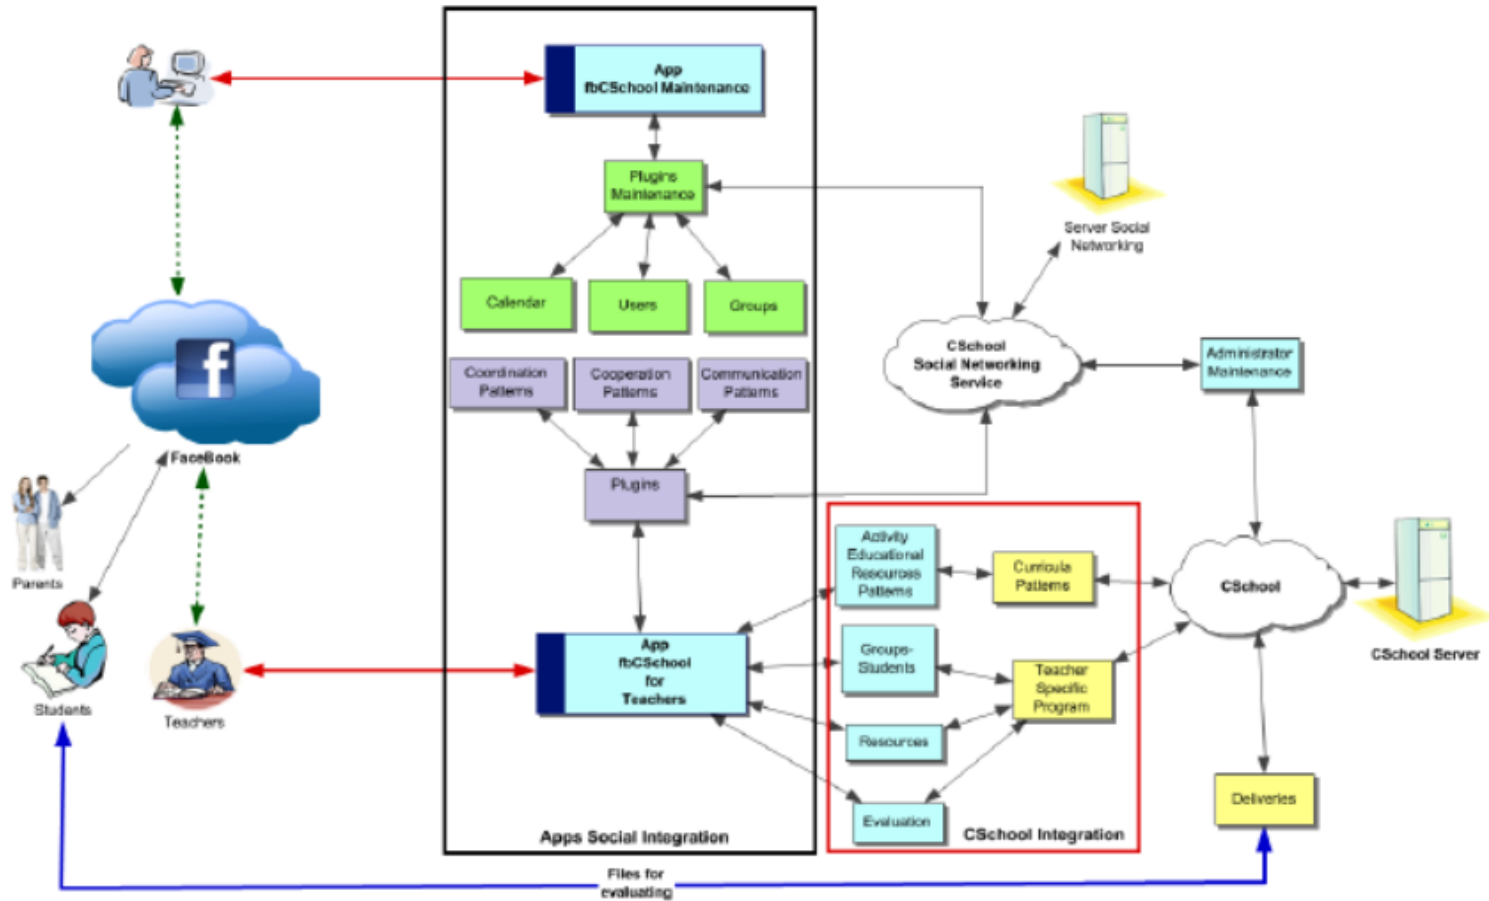 App
fbCSchool Maintenance
Plugins
Maintenance
Calendar
Users
Groups
Server Social
Networking
CSchool
Social Networking
Service
Administrator
Maintenance
Coordination
Patterns
Cooperation
Patterns
Communication
Patterns
f
FaceBook
Plugins
Parents
Students
Teachers
App
fbCSchool
for
Teachers
Activity
Educational
Resources
Patterns
Curricula
Patterns
Groups-
Students
Teacher
Specific
Program
Resources
Evaluation
CSchool
CSchool Server
Deliveries
Apps Social Integration
CSchool Integration
Files for
evaluating